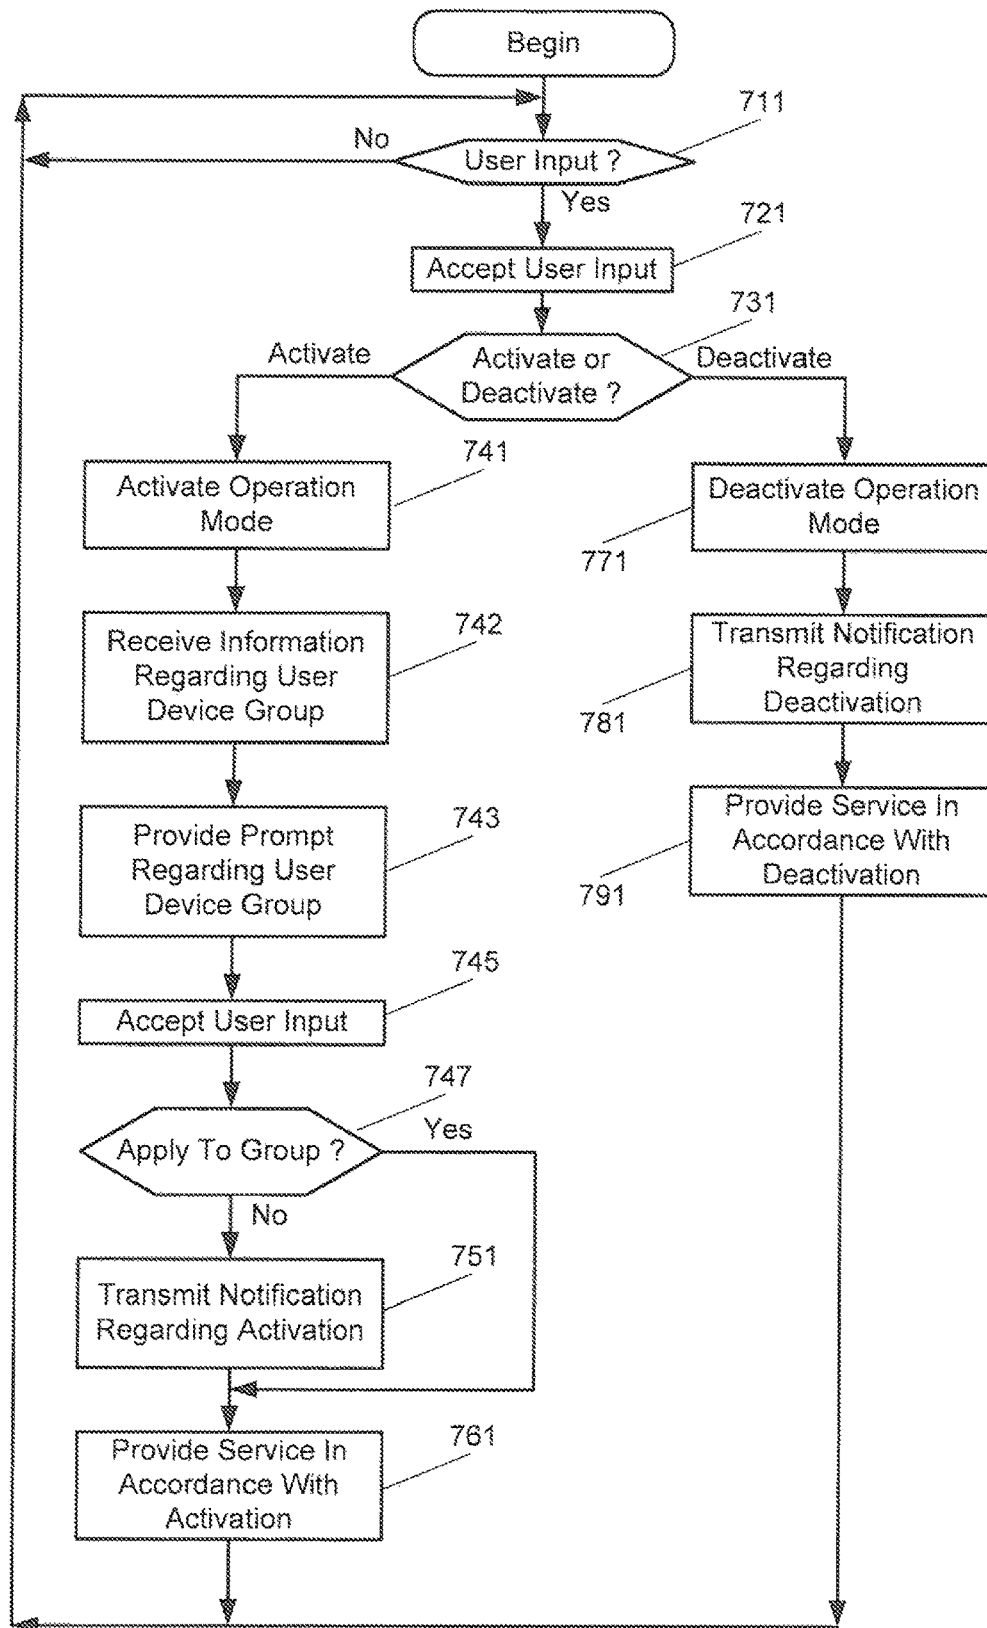 Begin
711
No
User Input ?
Yes
721
Accept User Input
731
Activate
Activate or
Deactivate ?
Deactivate
741
Activate Operation
Mode
Deactivate Operation
Mode
771
742
Receive Information
Regarding User
Device Group
Transmit Notification
Regarding
Deactivation
781
743
Provide Prompt
Regarding User
Device Group
Provide Service In
Accordance With
Deactivation
791
745
Accept User Input
747
Apply To Group ?
Yes
No
751
Transmit Notification
Regarding Activation
761
Provide Service In
Accordance With
Activation